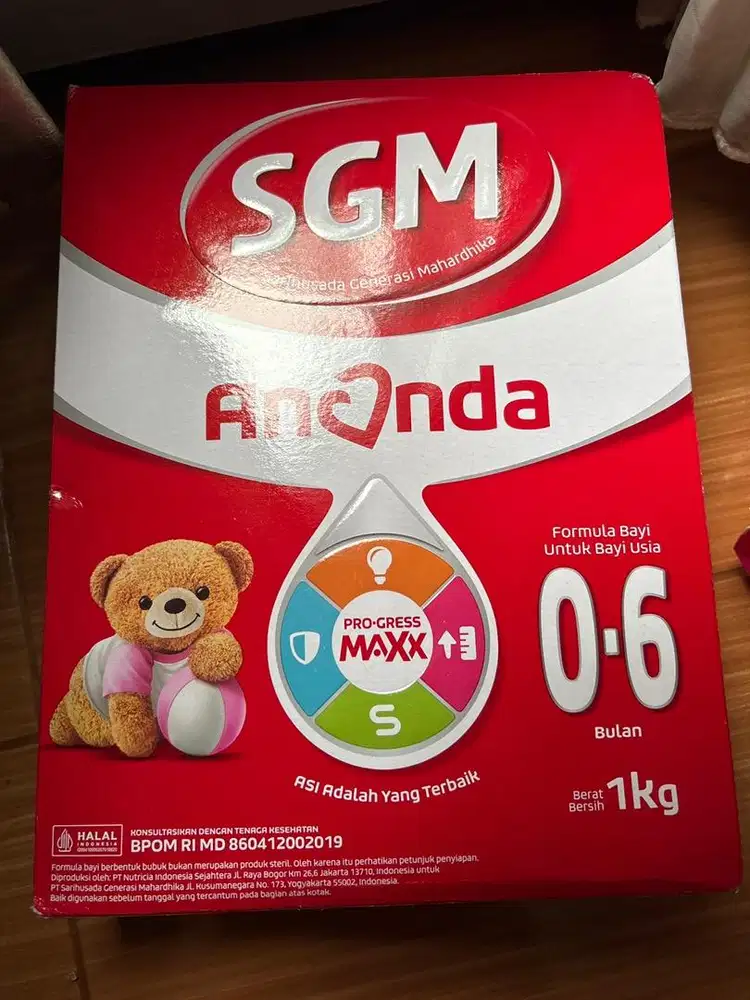 SGM
Generasi Mahardhika
Ananda
Formula Bayi
Untuk Bayi Usia
0-6
Bulan
PRO-GRESS
MAXx
S
ASI Adalah Yang Terbaik
Berat
Bersih
1kg
HALAL
INDONESIA
KONSULTASIKAN DENGAN TENAGA KESEHATAN
BPOM RI MD 860412002019
Formula bayi berbentuk bubuk bukan merupakan produk steril. Oleh karena itu perhatikan petunjuk penyiapan.
Diproduksi oleh: PT Nutricia Indonesia Sejahtera Jl. Raya Bogor Km 26,6 Jakarta 13710, Indonesia untuk
PT Sarihusada Generasi Mahardhika Jl. Kusumanegara No. 173, Yogyakarta 55002, Indonesia.
Baik digunakan sebelum tanggal yang tercantum pada bagian atas kotak.